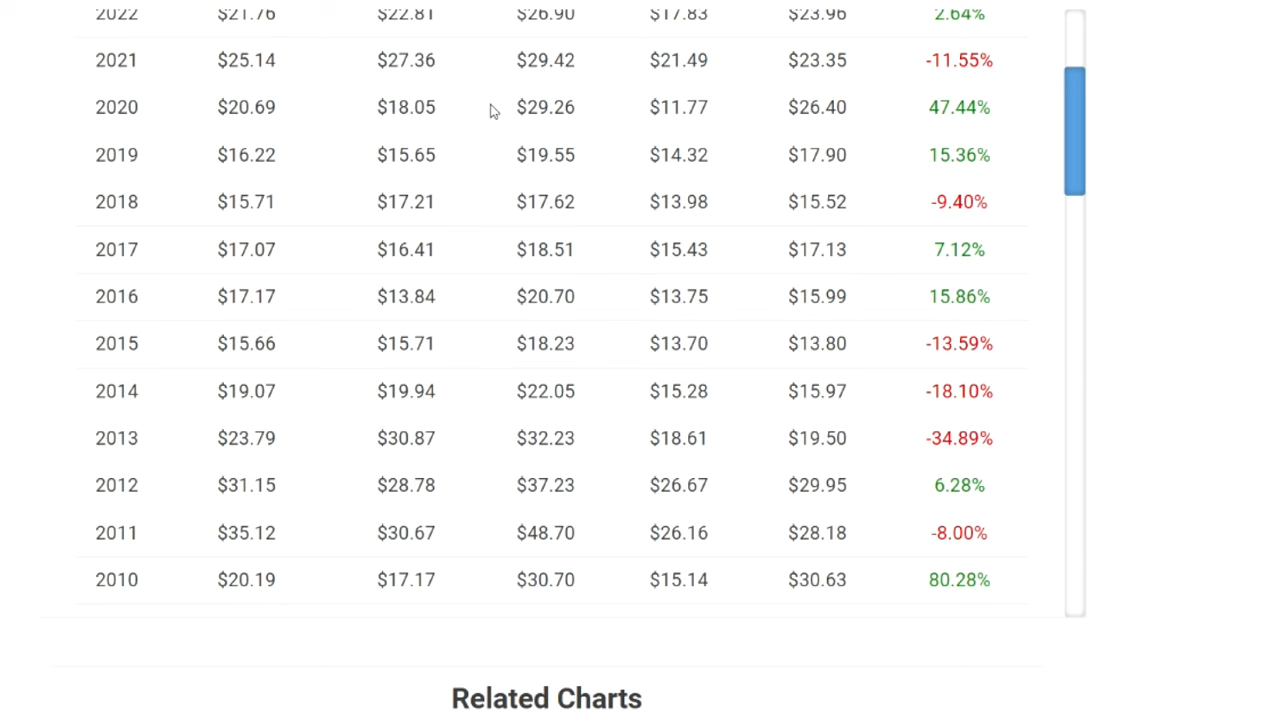 2022 $21.76 $22.81 $26.90 $17.83 $23.96 2.64%
2021 $25.14 $27.36 $29.42 $21.49 $23.35 -11.55%
2020 $20.69 $18.05 $29.26 $11.77 $26.40 47.44%
2019 $16.22 $15.65 $19.55 $14.32 $17.90 15.36%
2018 $15.71 $17.21 $17.62 $13.98 $15.52 -9.40%
2017 $17.07 $16.41 $18.51 $15.43 $17.13 7.12%
2016 $17.17 $13.84 $20.70 $13.75 $15.99 15.86%
2015 $15.66 $15.71 $18.23 $13.70 $13.80 -13.59%
2014 $19.07 $19.94 $22.05 $15.28 $15.97 -18.10%
2013 $23.79 $30.87 $32.23 $18.61 $19.50 -34.89%
2012 $31.15 $28.78 $37.23 $26.67 $29.95 6.28%
2011 $35.12 $30.67 $48.70 $26.16 $28.18 -8.00%
2010 $20.19 $17.17 $30.70 $15.14 $30.63 80.28%
Related Charts